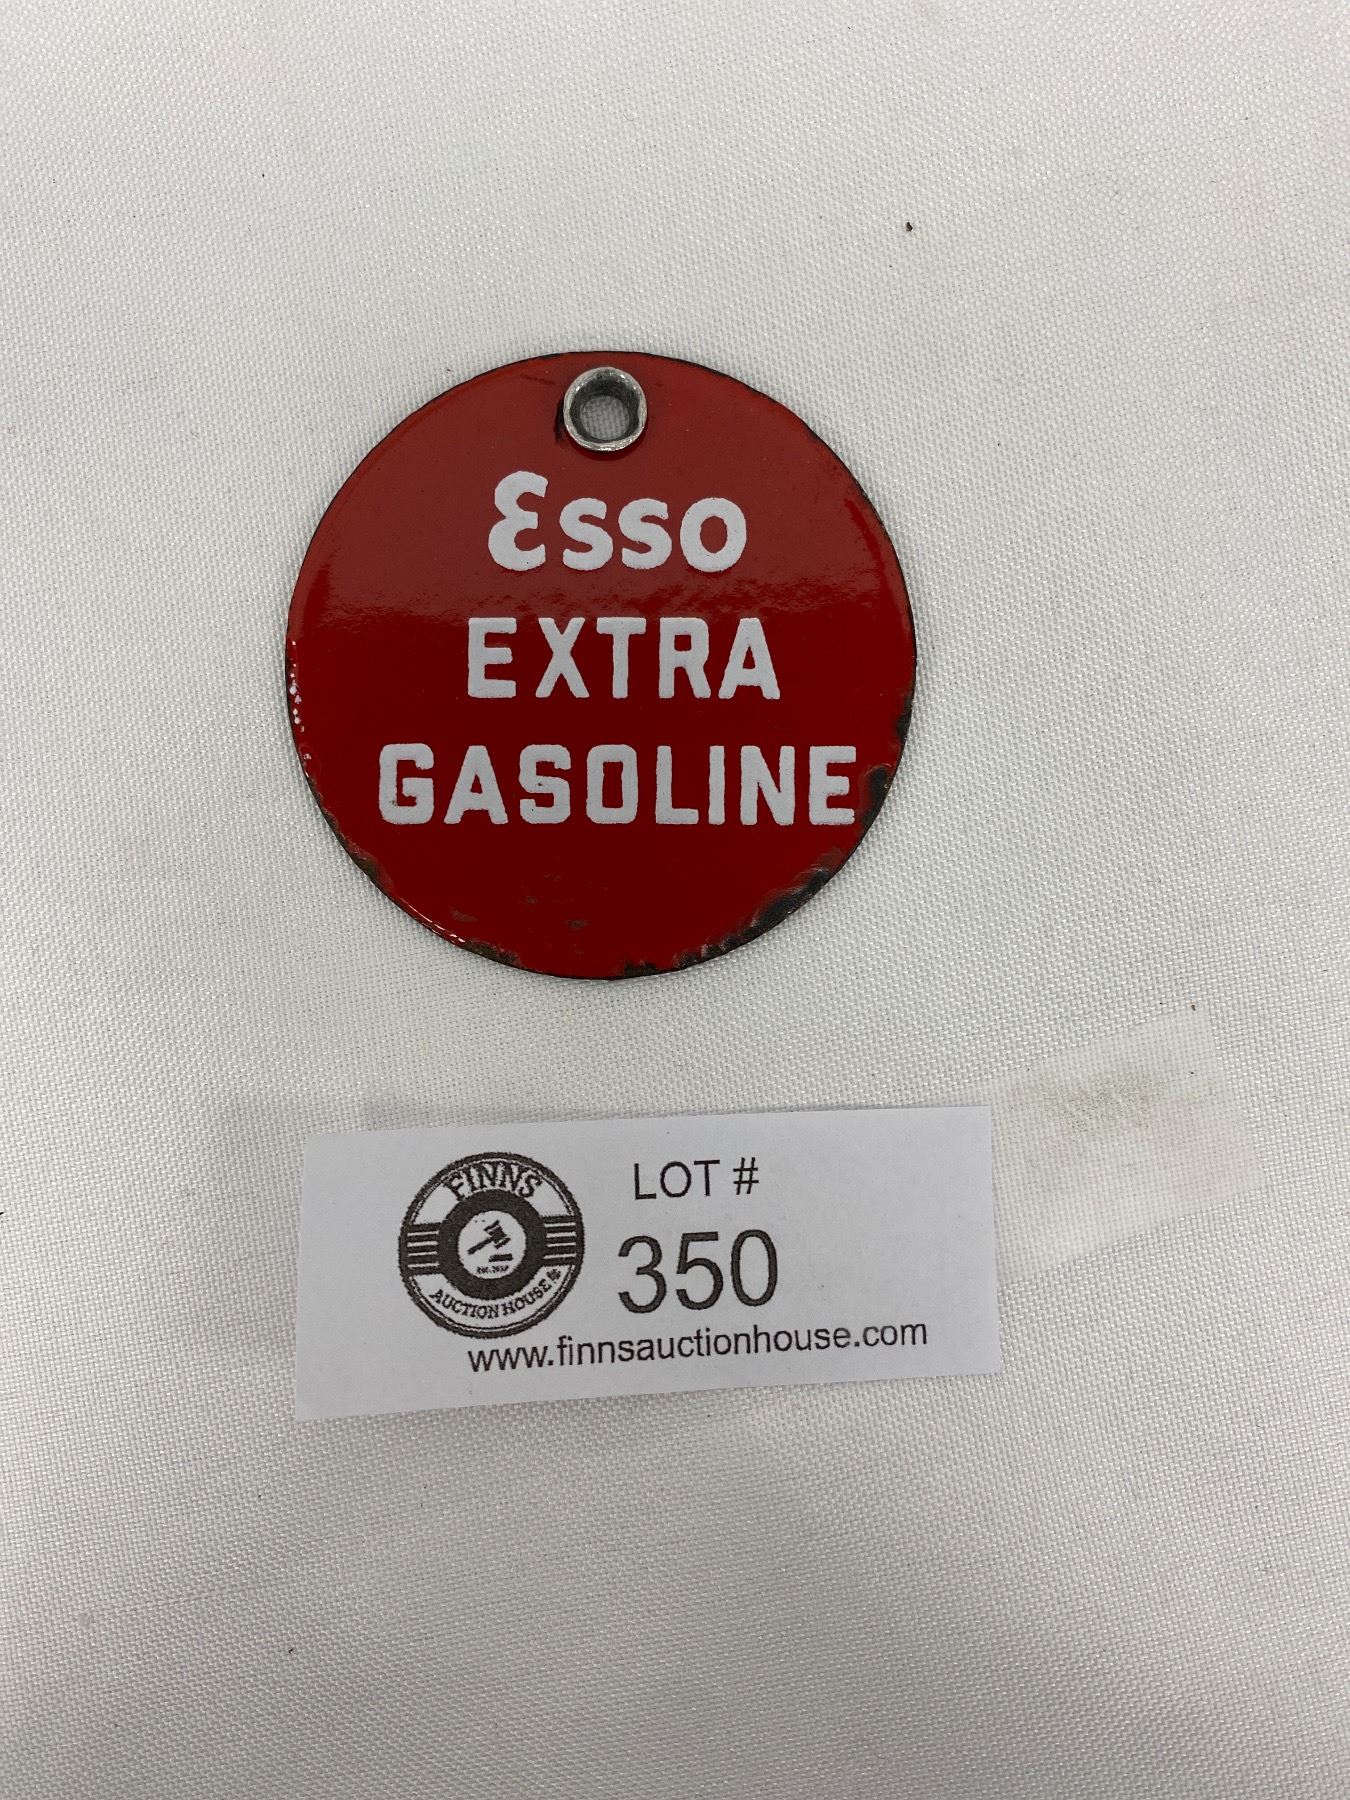 Esso
EXTRA
GASOLINE
FINNS
AUCTION HOUSE
LOT #
350
www.finnsauctionhouse.com